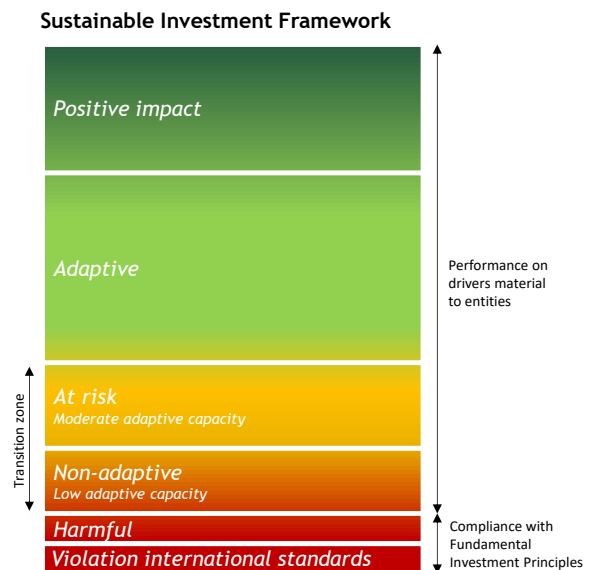 Sustainable Investment Framework
Positive impact
Adaptive
Performance on
drivers material
to entities
Transition zone
At risk
Moderate adaptive capacity
Non-adaptive
Low adaptive capacity
Harmful
Violation international standards
Compliance with
Fundamental
Investment Principles